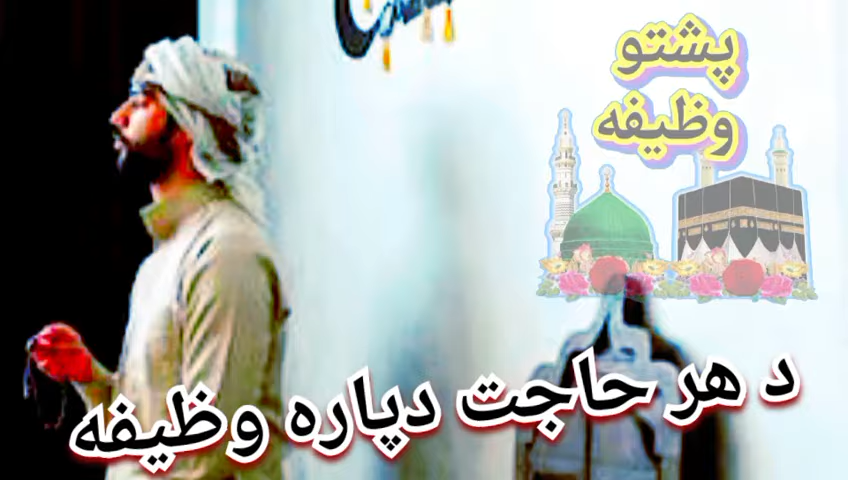 پشتو
وظیفه
د هر حاجت دپاره وظیفه